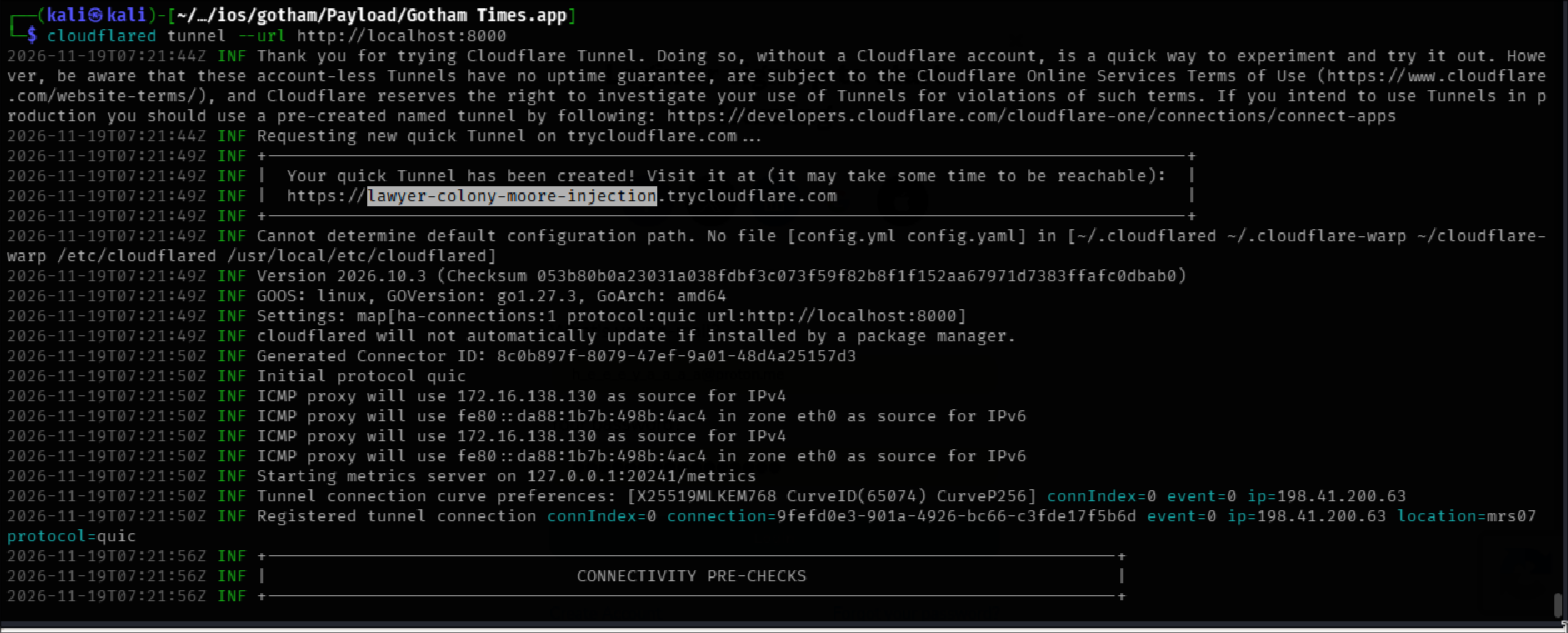 ┌──(kali㉿kali)-[~/…/ios/gotham/Payload/Gotham Times.app]
└─$ cloudflared tunnel --url http://localhost:8000
2026-11-19T07:21:44Z INF Thank you for trying Cloudflare Tunnel. Doing so, without a Cloudflare account, is a quick way to experiment and try it out. Howe
ver, be aware that these account-less Tunnels have no uptime guarantee, are subject to the Cloudflare Online Services Terms of Use (https://www.cloudflare
.com/website-terms/), and Cloudflare reserves the right to investigate your use of Tunnels for violations of such terms. If you intend to use Tunnels in p
roduction you should use a pre-created named tunnel by following: https://developers.cloudflare.com/cloudflare-one/connections/connect-apps
2026-11-19T07:21:44Z INF Requesting new quick Tunnel on trycloudflare.com...
2026-11-19T07:21:49Z INF +--------------------------------------------------------------------------------------------+
2026-11-19T07:21:49Z INF |  Your quick Tunnel has been created! Visit it at (it may take some time to be reachable):  |
2026-11-19T07:21:49Z INF |  https://lawyer-colony-moore-injection.trycloudflare.com                                   |
2026-11-19T07:21:49Z INF +--------------------------------------------------------------------------------------------+
2026-11-19T07:21:49Z INF Cannot determine default configuration path. No file [config.yml config.yaml] in [~/.cloudflared ~/.cloudflare-warp ~/cloudflare-
warp /etc/cloudflared /usr/local/etc/cloudflared]
2026-11-19T07:21:49Z INF Version 2026.10.3 (Checksum 053b80b0a23031a038fdbf3c073f59f82b8f1f152aa67971d7383ffafc0dbab0)
2026-11-19T07:21:49Z INF GOOS: linux, GOVersion: go1.27.3, GoArch: amd64
2026-11-19T07:21:49Z INF Settings: map[ha-connections:1 protocol:quic url:http://localhost:8000]
2026-11-19T07:21:49Z INF cloudflared will not automatically update if installed by a package manager.
2026-11-19T07:21:50Z INF Generated Connector ID: 8c0b897f-8079-47ef-9a01-48d4a25157d3
2026-11-19T07:21:50Z INF Initial protocol quic
2026-11-19T07:21:50Z INF ICMP proxy will use 172.16.138.130 as source for IPv4
2026-11-19T07:21:50Z INF ICMP proxy will use fe80::da88:1b7b:498b:4ac4 in zone eth0 as source for IPv6
2026-11-19T07:21:50Z INF ICMP proxy will use 172.16.138.130 as source for IPv4
2026-11-19T07:21:50Z INF ICMP proxy will use fe80::da88:1b7b:498b:4ac4 in zone eth0 as source for IPv6
2026-11-19T07:21:50Z INF Starting metrics server on 127.0.0.1:20241/metrics
2026-11-19T07:21:50Z INF Tunnel connection curve preferences: [X25519MLKEM768 CurveID(65074) CurveP256] connIndex=0 event=0 ip=198.41.200.63
2026-11-19T07:21:50Z INF Registered tunnel connection connIndex=0 connection=9fefd0e3-901a-4926-bc66-c3fde17f5b6d event=0 ip=198.41.200.63 location=mrs07
protocol=quic
2026-11-19T07:21:56Z INF +-------------------------------------------------------------------------------------+
2026-11-19T07:21:56Z INF |                               CONNECTIVITY PRE-CHECKS                               |
2026-11-19T07:21:56Z INF +-------------------------------------------------------------------------------------+